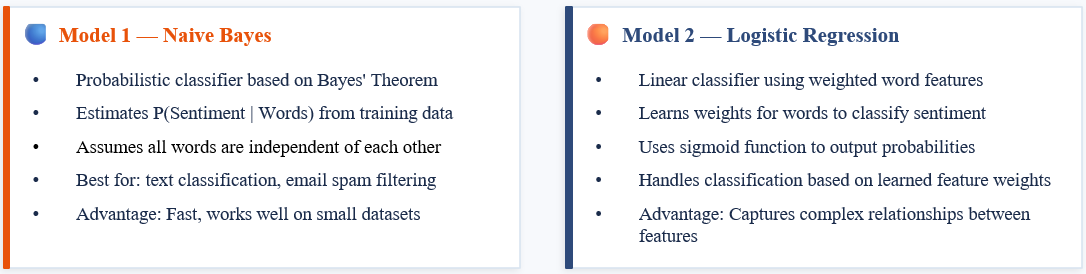 Model 1 — Naive Bayes
• Probabilistic classifier based on Bayes' Theorem
• Estimates P(Sentiment | Words) from training data
• Assumes all words are independent of each other
• Best for: text classification, email spam filtering
• Advantage: Fast, works well on small datasets
Model 2 — Logistic Regression
• Linear classifier using weighted word features
• Learns weights for words to classify sentiment
• Uses sigmoid function to output probabilities
• Handles classification based on learned feature weights
• Advantage: Captures complex relationships between
features